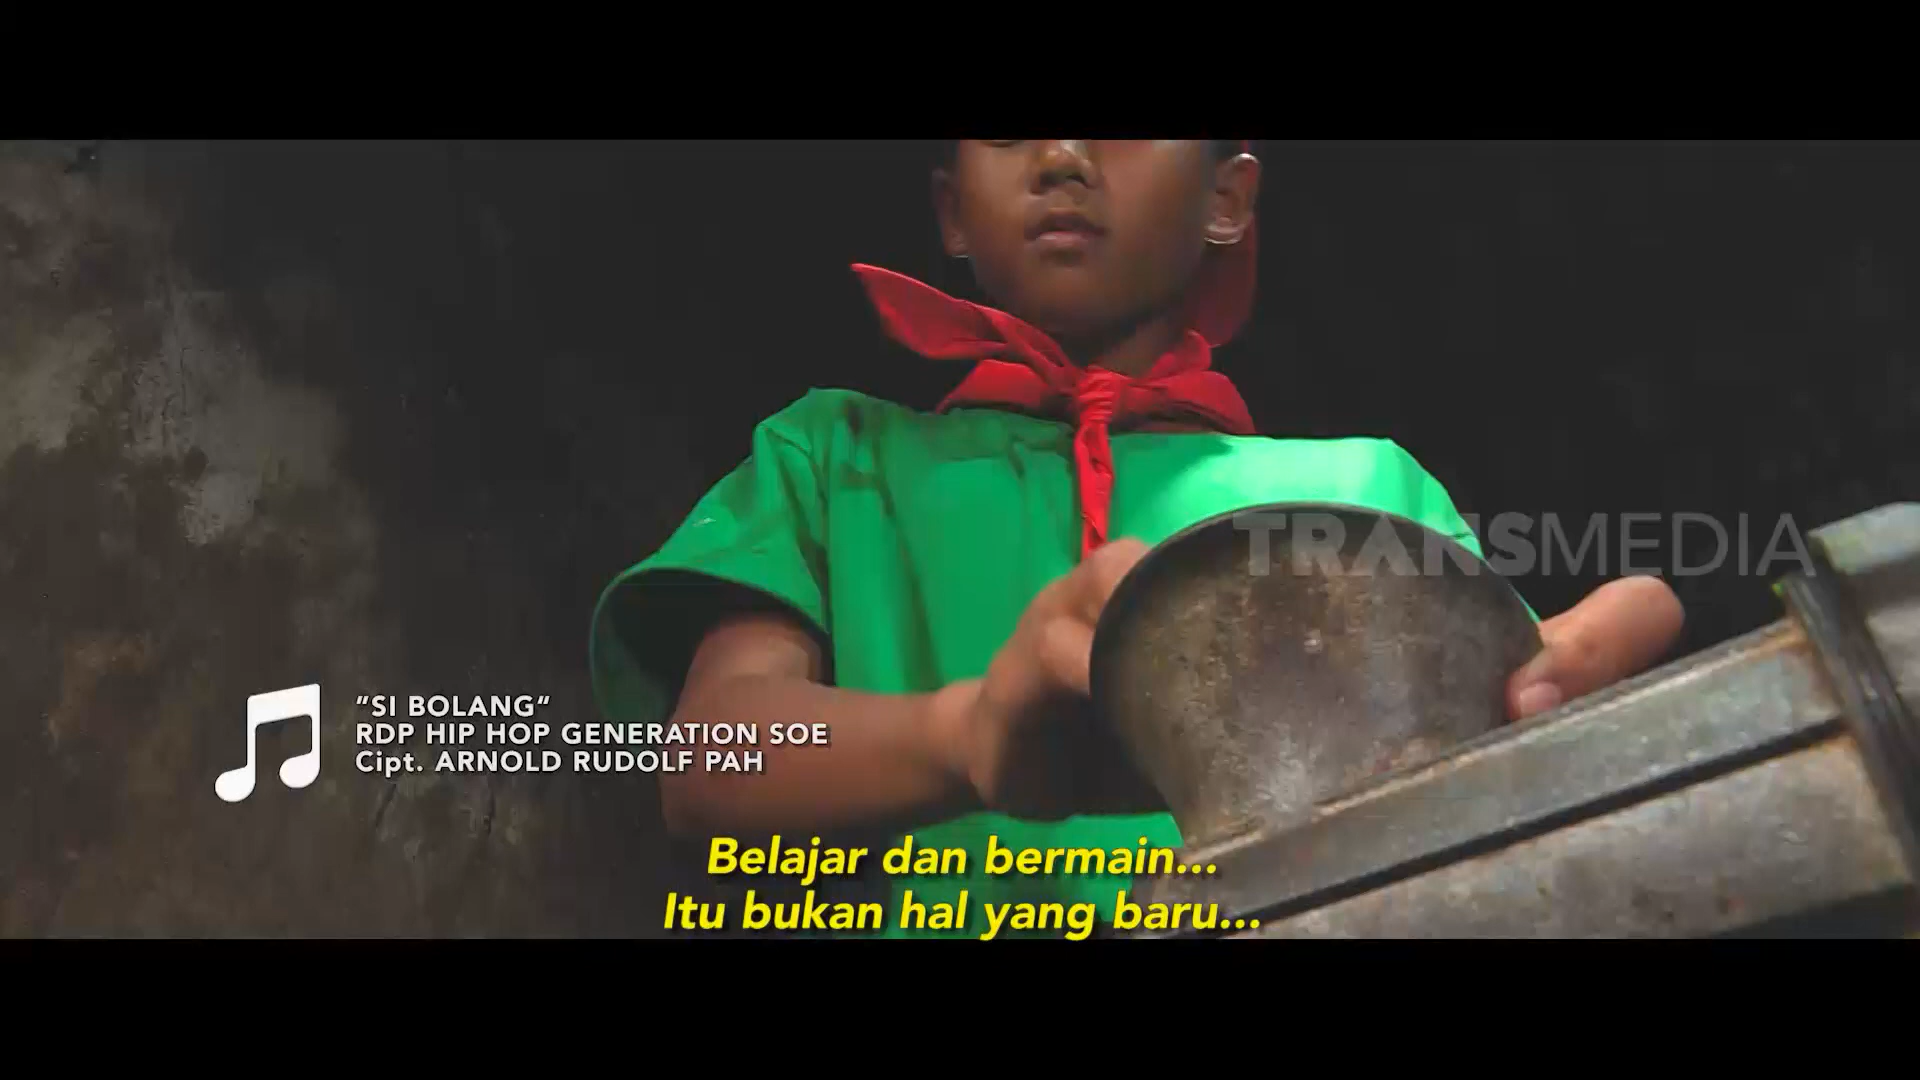 TRANSMEDIA
"SI BOLANG"
RDP HIP HOP GENERATION SOE
Cipt. ARNOLD RUDOLF PAH
Belajar dan bermain...
Itu bukan hal yang baru...